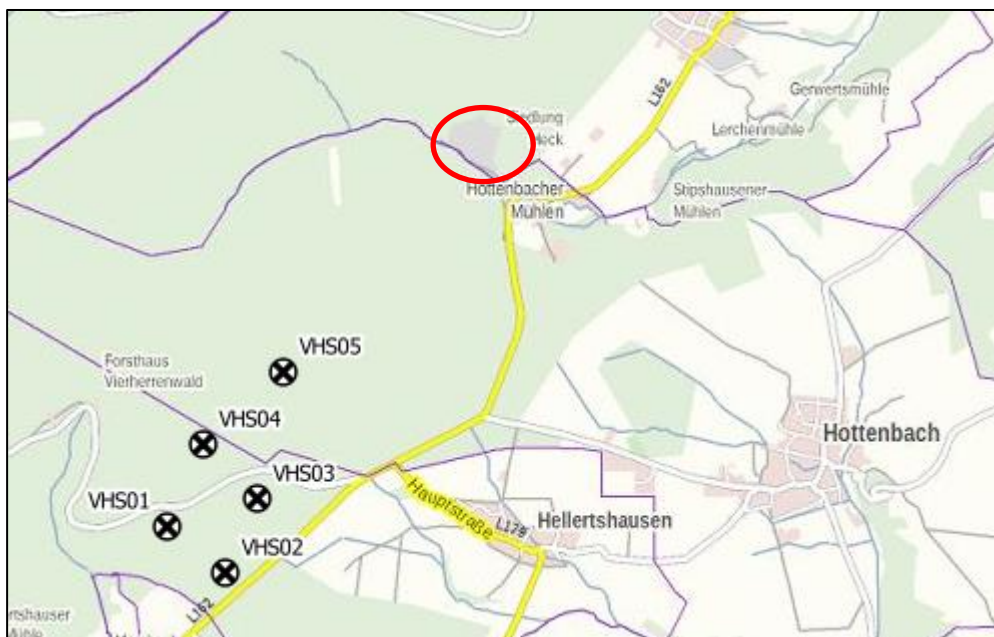 L162
Gerwertsmühle
Siedlung
Lerchenmühle
Hottenbacher
Mühlen
Stipshausener
Mühlen
VHS05
Forsthaus
Vierherrenwald
VHS04
Hottenbach
VHS03
VHS01
Hauptstraße
Hellertshausen
L178
VHS02
L162